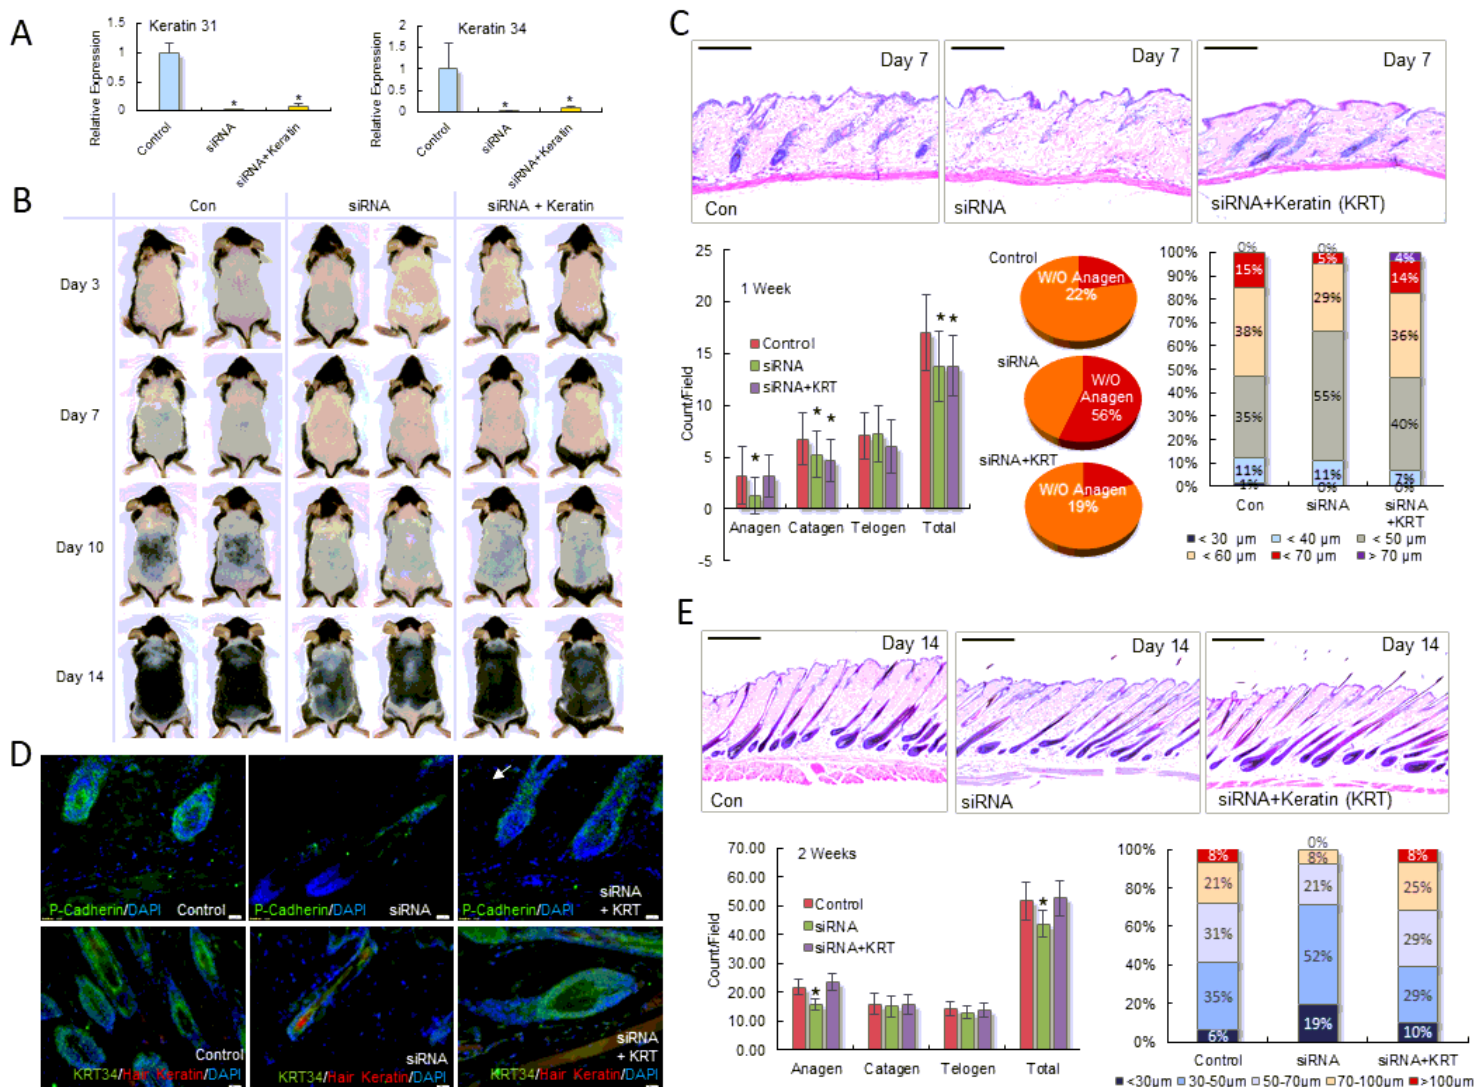 A
Keratin 31
Relative Expression
1.5
1
0.5
0
*
*
Control
siRNA
siRNA+Keratin
Keratin 34
Relative Expression
2
1.5
1
0.5
0
*
*
Control
siRNA
siRNA+Keratin
B
Con
siRNA
siRNA + Keratin
Day 3
Day 7
Day 10
Day 14
C
Day 7
Con
Day 7
siRNA
Day 7
siRNA+Keratin (KRT)
25
20
15
10
5
0
-5
Count/Field
1 Week
Control
siRNA
siRNA+KRT
*
* *
* *
Anagen
Catagen
Telogen
Total
Control
W/O Anagen
22%
siRNA
W/O
Anagen
56%
siRNA+KRT
W/O Anagen
19%
100%
90%
80%
70%
60%
50%
40%
30%
20%
10%
0%
0%
15%
38%
35%
11%
1%
0%
5%
29%
55%
11%
0%
4%
14%
36%
40%
7%
0%
Con
siRNA
siRNA
+KRT
< 30 µm
< 40 µm
< 50 µm
< 60 µm
< 70 µm
> 70 µm
D
P-Cadherin/DAPI
Control
P-Cadherin/DAPI
siRNA
P-Cadherin/DAPI
siRNA
+ KRT
Control
KRT34/Hair Keratin/DAPI
siRNA
KRT34/Hair Keratin/DAPI
siRNA
+ KRT
KRT34/Hair Keratin/DAPI
E
Day 14
Con
Day 14
siRNA
Day 14
siRNA+Keratin (KRT)
70.00
60.00
50.00
40.00
30.00
20.00
10.00
0.00
Count/Field
2 Weeks
Control
siRNA
siRNA+KRT
*
*
Anagen
Catagen
Telogen
Total
100%
80%
60%
40%
20%
0%
8%
21%
31%
35%
6%
0%
8%
21%
52%
19%
8%
25%
29%
29%
10%
Control
siRNA
siRNA+KRT
<30µm
30-50µm
50-70µm
70-100µm
>100µm